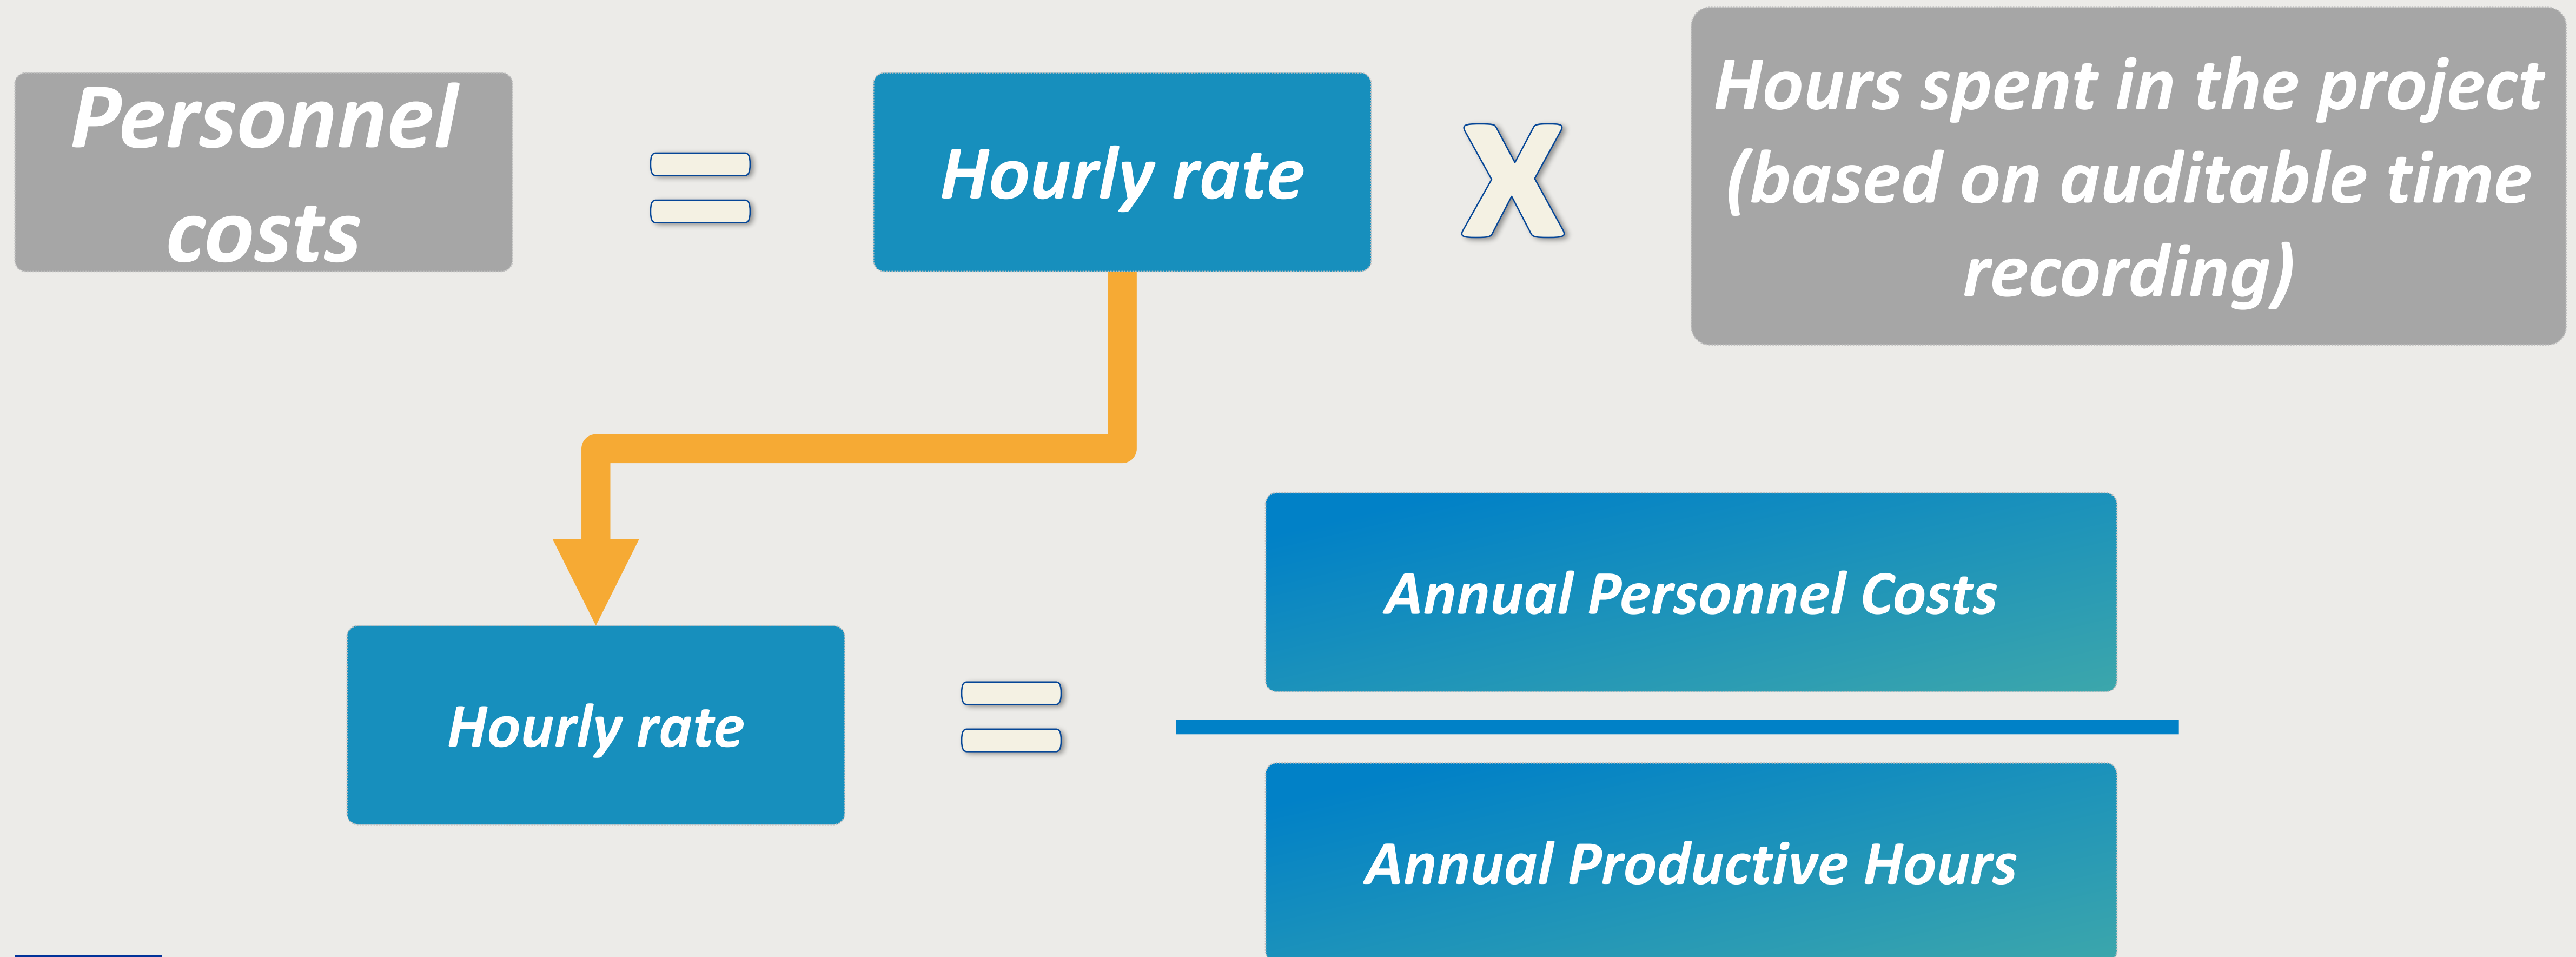 Personnel
costs
=
Hourly rate
X
Hours spent in the project
(based on auditable time
recording)
Hourly rate
=
Annual Personnel Costs
Annual Productive Hours